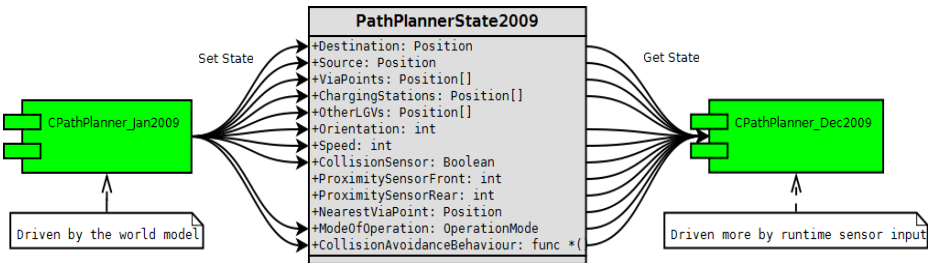 PathPlannerState2009
+Destination: Position
+Source: Position
+ViaPoints: Position[]
+ChargingStations: Position[]
+OtherLGVs: Position[]
+Orientation: int
+Speed: int
+CollisionSensor: Boolean
+ProximitySensorFront: int
+ProximitySensorRear: int
+NearestViaPoint: Position
+ModeOfOperation: OperationMode
+CollisionAvoidanceBehaviour: func *(
Set State
Get State
CPathPlanner_Jan2009
CPathPlanner_Dec2009
Driven by the world model
Driven more by runtime sensor input